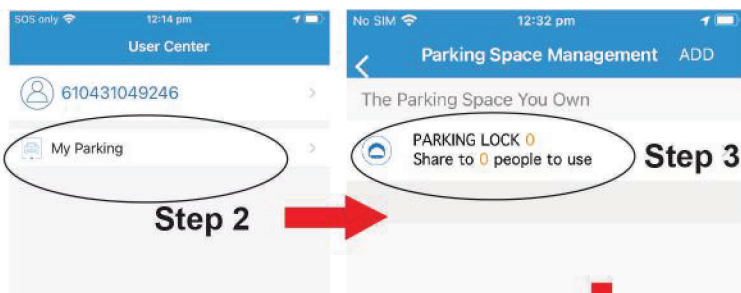 SOS only 12:14 pm
User Center
610431049246
My Parking
Step 2
No SIM 12:32 pm
Parking Space Management ADD
The Parking Space You Own
PARKING LOCK 0
Share to 0 people to use
Step 3